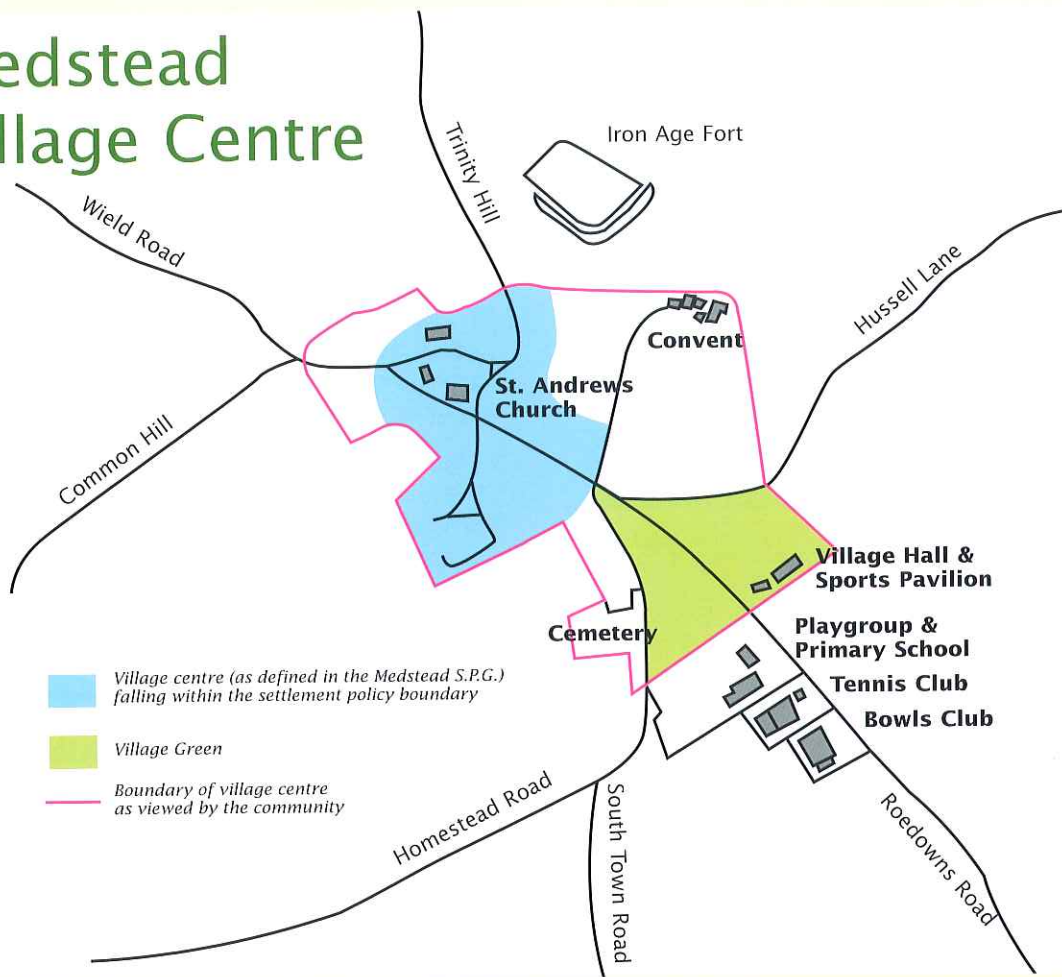 edstead
llage Centre
Iron Age Fort
Trinity Hill
Wield Road
Hussell Lane
Convent
St. Andrews
Church
Common Hill
Village Hall &
Sports Pavilion
Cemetery
Playgroup &
Primary School
Tennis Club
Bowls Club
Village centre (as defined in the Medstead S.P.G.)
falling within the settlement policy boundary
Village Green
Boundary of village centre
as viewed by the community
Homestead Road
South Town Road
Roedowns Road